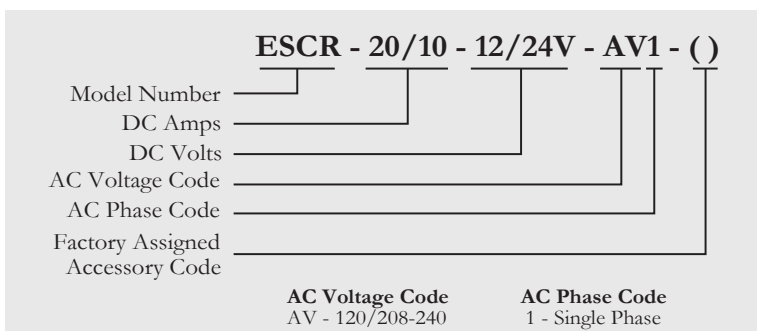 ESCR - 20/10 - 12/24V - AV1 - ( )
Model Number
DC Amps
DC Volts
AC Voltage Code
AC Phase Code
Factory Assigned
Accessory Code
AC Voltage Code AC Phase Code
AV - 120/208-240 1 - Single Phase